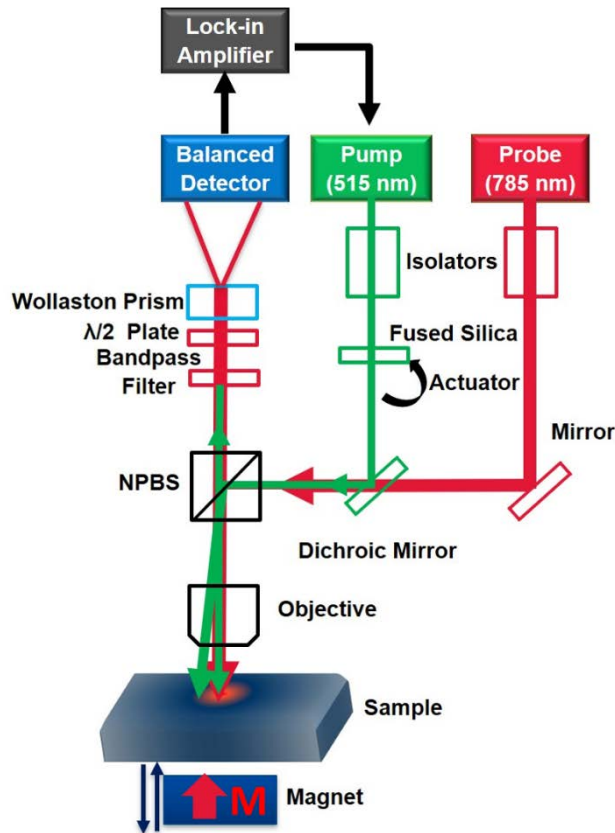 Lock-in
Amplifier
Balanced
Detector
Pump
(515 nm)
Probe
(785 nm)
Isolators
Wollaston Prism
λ/2 Plate
Bandpass
Filter
Fused Silica
Actuator
Mirror
NPBS
Dichroic Mirror
Objective
Sample
M
Magnet